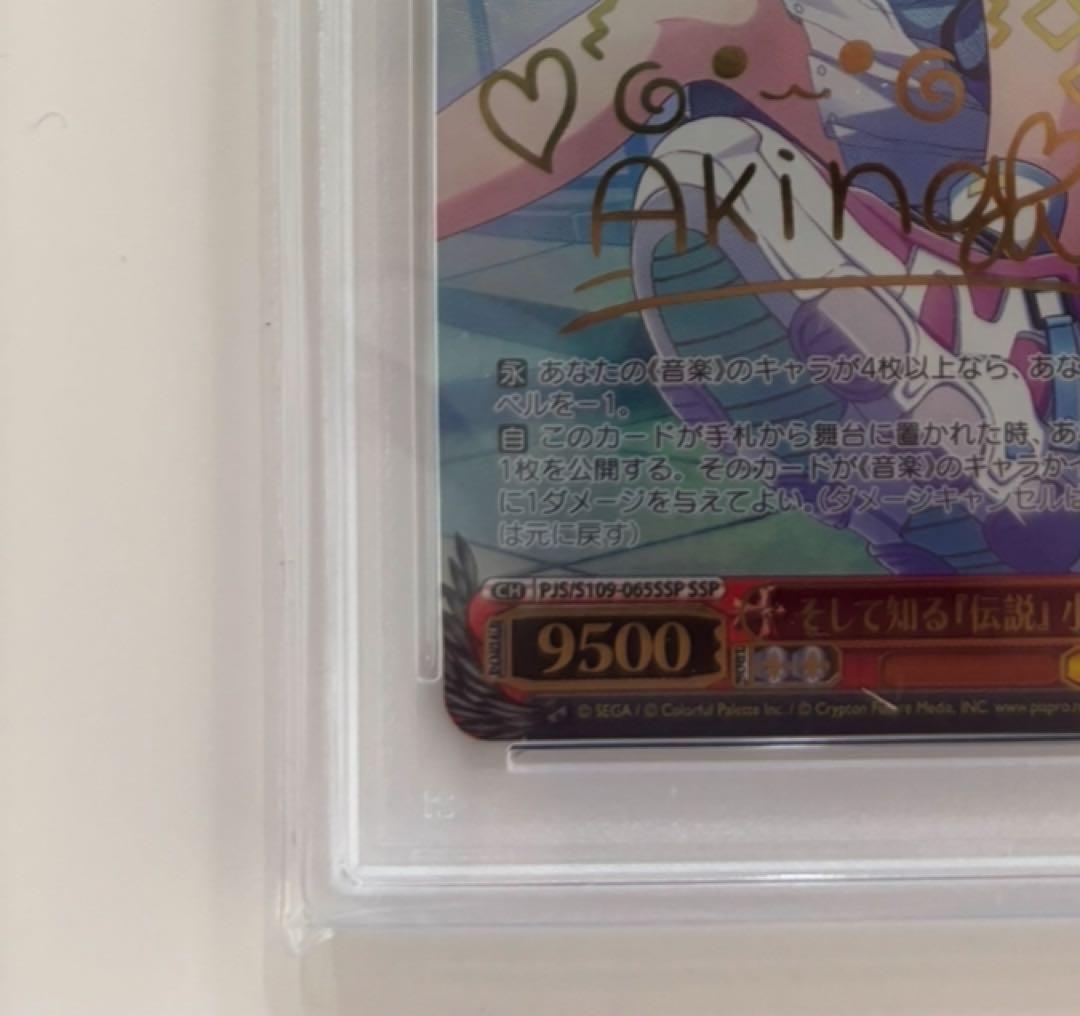 Akina
永 あなたの《音楽》のキャラが4枚以上なら、あな
ベルを－1。
自 このカードが手札から舞台に置かれた時、あ
1枚を公開する。そのカードが《音楽》のキャラか
に1ダメージを与えてよい。(ダメージキャンセルは
は元に戻す)
CH PJS/S109-065SSP SSP
そして知る「伝説」 小
9500
© SEGA / © Colorful Palette Inc. / © Crypton Future Media, INC. www.piapro.n